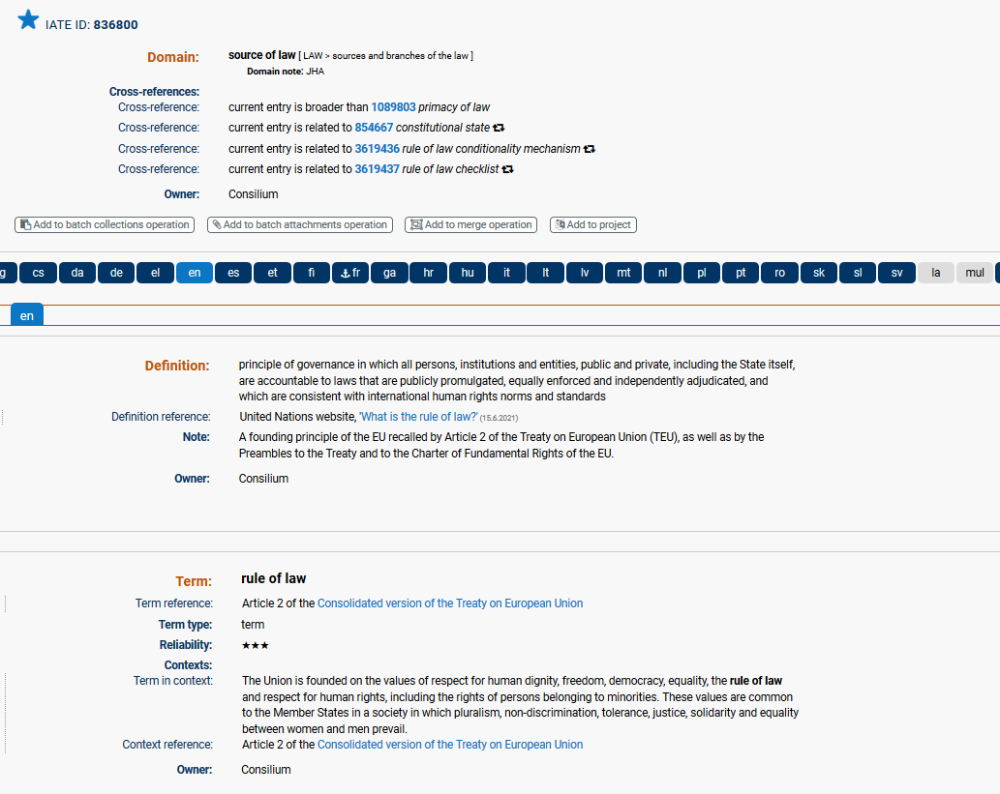 IATE ID: 836800
Domain: source of law [ LAW > sources and branches of the law ]
Domain note: JHA
Cross-references:
Cross-reference: current entry is broader than 1089803 primacy of law
Cross-reference: current entry is related to 854667 constitutional state
Cross-reference: current entry is related to 3619436 rule of law conditionality mechanism
Cross-reference: current entry is related to 3619437 rule of law checklist
Owner: Consilium
Add to batch collections operation Add to batch attachments operation Add to merge operation Add to project
g cs da de el en es et fi fr ga hr hu it lt lv mt nl pl pt ro sk sl sv la mul
en
Definition: principle of governance in which all persons, institutions and entities, public and private, including the State itself,
are accountable to laws that are publicly promulgated, equally enforced and independently adjudicated, and
which are consistent with international human rights norms and standards
Definition reference: United Nations website, 'What is the rule of law?' (15.6.2021)
Note: A founding principle of the EU recalled by Article 2 of the Treaty on European Union (TEU), as well as by the
Preambles to the Treaty and to the Charter of Fundamental Rights of the EU.
Owner: Consilium
Term: rule of law
Term reference: Article 2 of the Consolidated version of the Treaty on European Union
Term type: term
Reliability: ★★★
Contexts:
Term in context: The Union is founded on the values of respect for human dignity, freedom, democracy, equality, the rule of law
and respect for human rights, including the rights of persons belonging to minorities. These values are common
to the Member States in a society in which pluralism, non-discrimination, tolerance, justice, solidarity and equality
between women and men prevail.
Context reference: Article 2 of the Consolidated version of the Treaty on European Union
Owner: Consilium